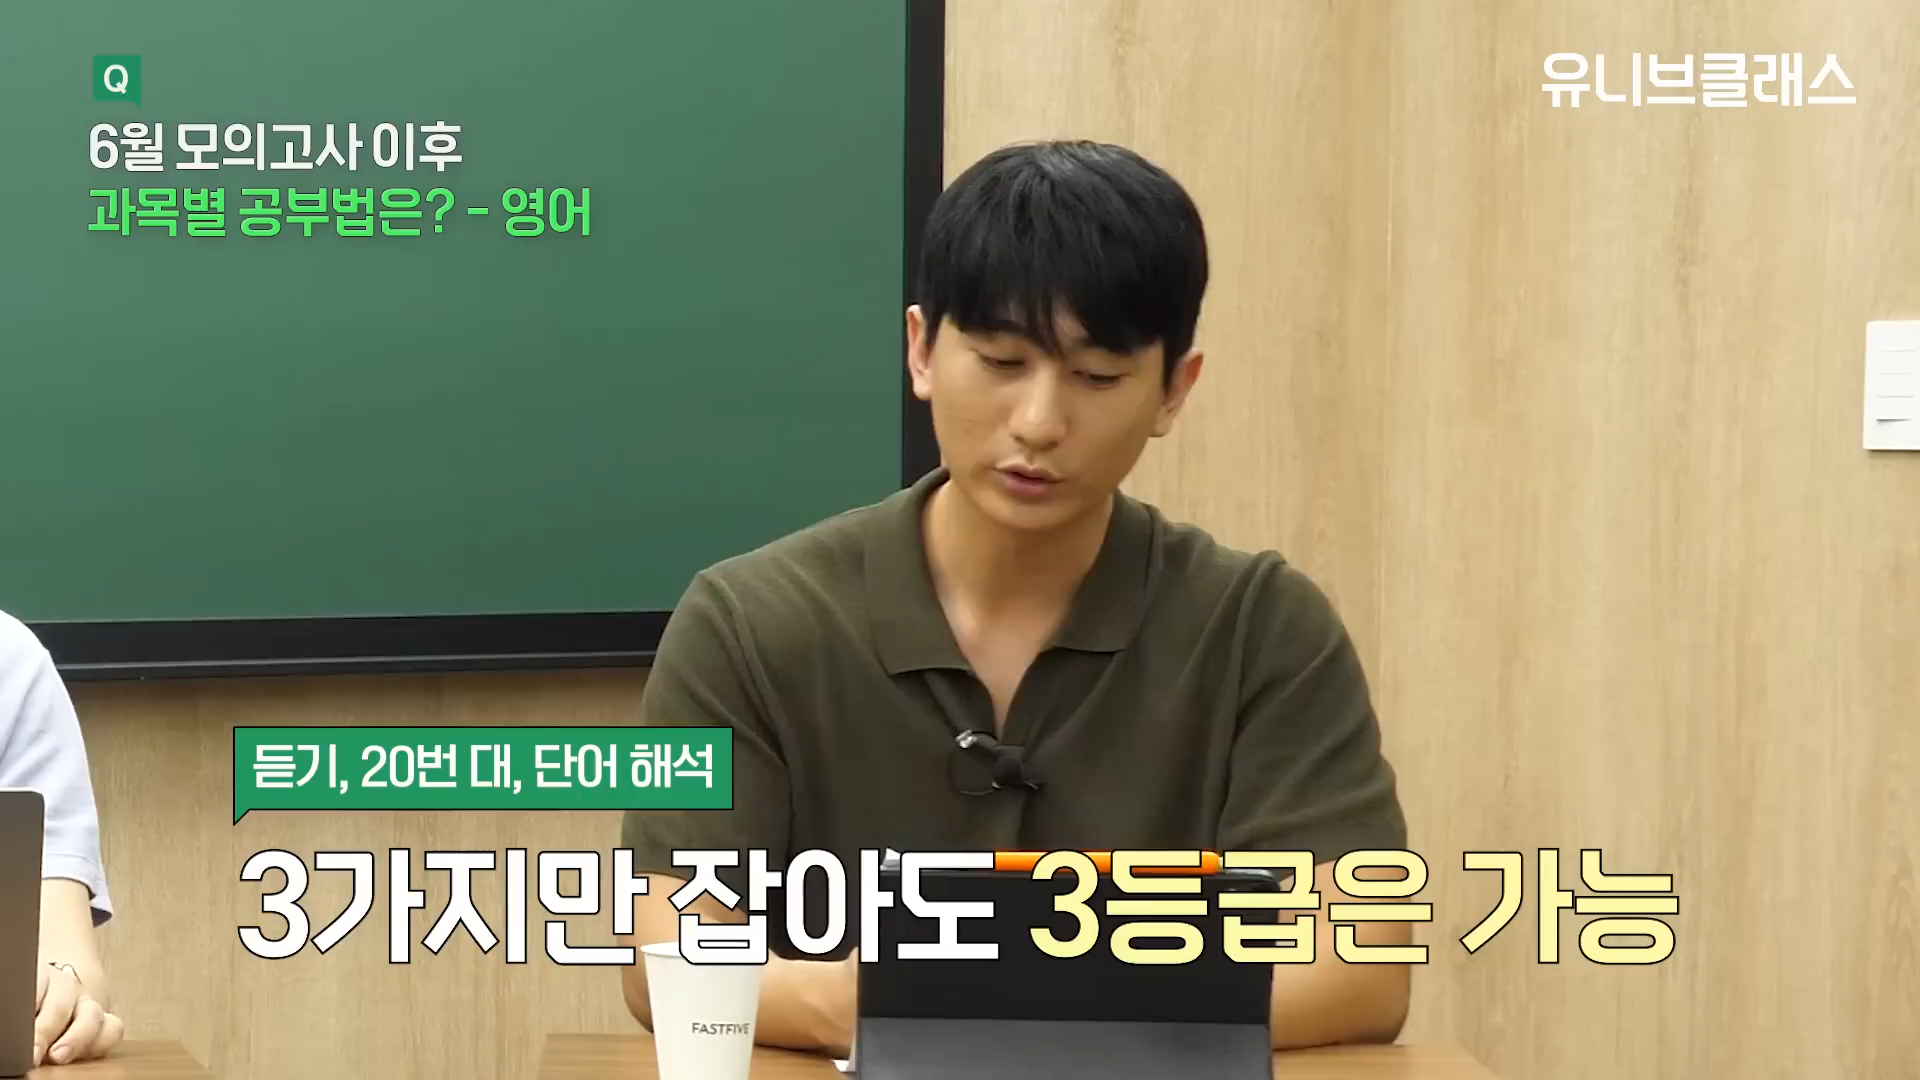 Q
6월 모의고사 이후
과목별 공부법은? - 영어
유니브클래스
듣기, 20번 대, 단어 해석
3가지만 잡아도 3등급은 가능
FASTFIVE